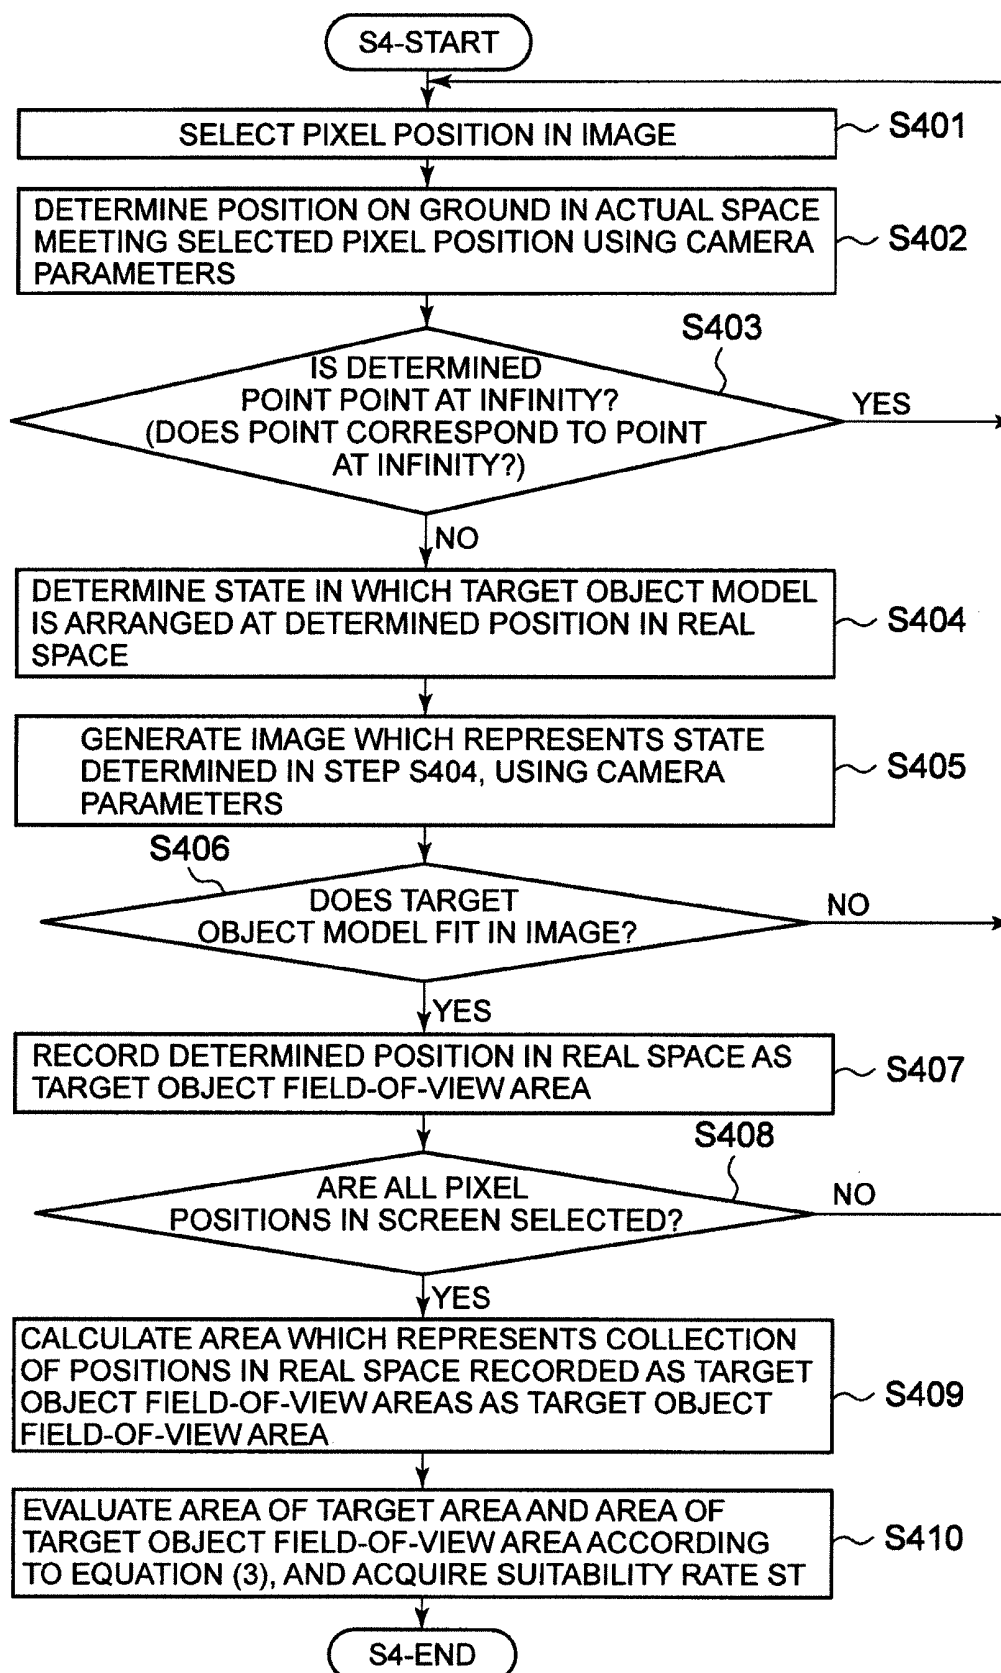 S4-START
SELECT PIXEL POSITION IN IMAGE
S401
DETERMINE POSITION ON GROUND IN ACTUAL SPACE
MEETING SELECTED PIXEL POSITION USING CAMERA
PARAMETERS
S402
S403
IS DETERMINED
POINT POINT AT INFINITY?
(DOES POINT CORRESPOND TO POINT
AT INFINITY?)
YES
NO
DETERMINE STATE IN WHICH TARGET OBJECT MODEL
IS ARRANGED AT DETERMINED POSITION IN REAL
SPACE
S404
GENERATE IMAGE WHICH REPRESENTS STATE
DETERMINED IN STEP S404, USING CAMERA
PARAMETERS
S405
S406
DOES TARGET
OBJECT MODEL FIT IN IMAGE?
NO
YES
RECORD DETERMINED POSITION IN REAL SPACE AS
TARGET OBJECT FIELD-OF-VIEW AREA
S407
S408
ARE ALL PIXEL
POSITIONS IN SCREEN SELECTED?
NO
YES
CALCULATE AREA WHICH REPRESENTS COLLECTION
OF POSITIONS IN REAL SPACE RECORDED AS TARGET
OBJECT FIELD-OF-VIEW AREAS AS TARGET OBJECT
FIELD-OF-VIEW AREA
S409
EVALUATE AREA OF TARGET AREA AND AREA OF
TARGET OBJECT FIELD-OF-VIEW AREA ACCORDING
TO EQUATION (3), AND ACQUIRE SUITABILITY RATE ST
S410
S4-END